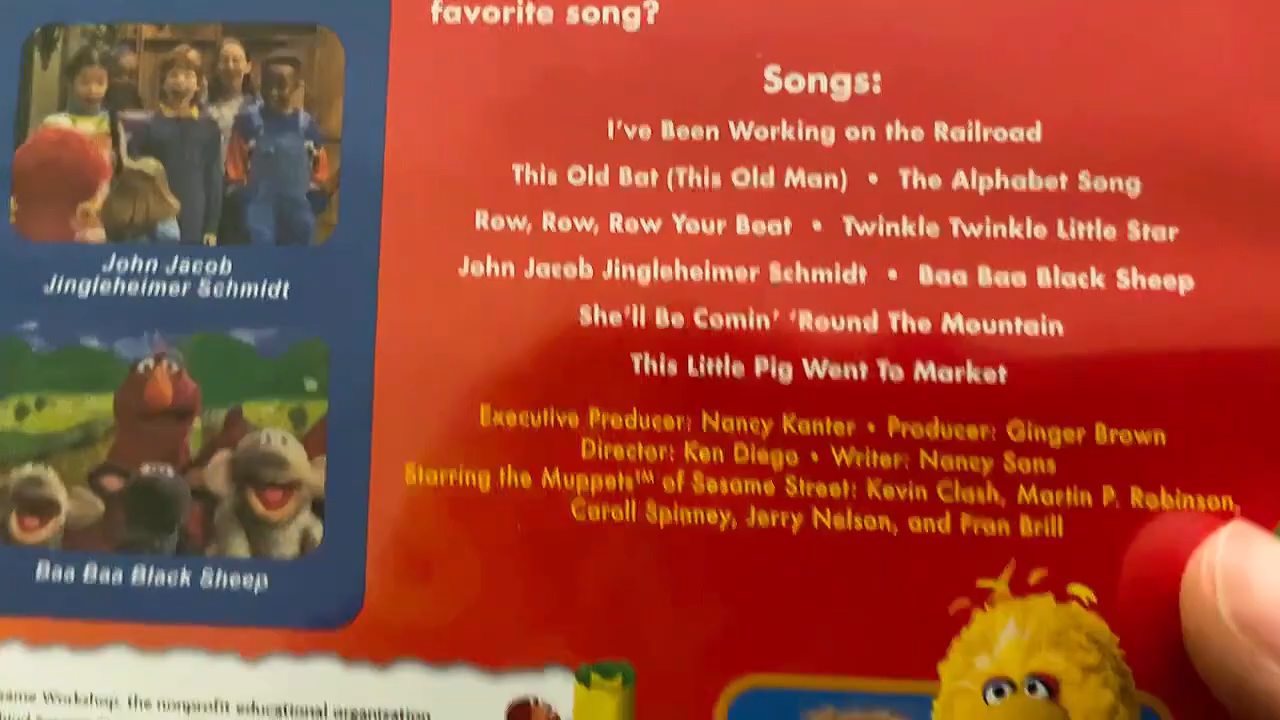 favorite song?
Songs:
I've Been Working on the Railroad
This Old Bat (This Old Man) • The Alphabet Song
Row, Row, Row Your Boat • Twinkle Twinkle Little Star
John Jacob Jingleheimer Schmidt • Baa Baa Black Sheep
She'll Be Comin' 'Round The Mountain
This Little Pig Went To Market
Executive Producer: Nancy Kanter • Producer: Ginger Brown
Director: Ken Diego • Writer: Nancy Sans
Starring the Muppets™ of Sesame Street: Kevin Clash, Martin P. Robinson,
Caroll Spinney, Jerry Nelson, and Fran Brill
John Jacob
Jingleheimer Schmidt
Baa Baa Black Sheep
Workshop, the nonprofit educational organization